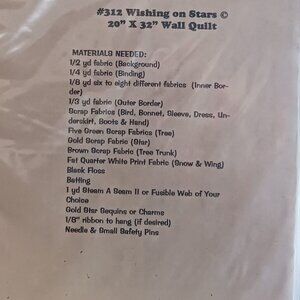 #312 Wishing on Stars ©
20" X 32" Wall Quilt
MATERIALS NEEDED:
1/2 yd fabric (Background)
1/4 yd fabric (Binding)
1/8 yd six to eight different fabrics (Inner Bor-
der)
1/3 yd fabric (Outer Border)
Scrap Fabrics (Bird, Bonnet, Sleeve, Dress, Un-
derskirt, Boots & Hand)
Five Green Scrap Fabrics (Tree)
Gold Scrap Fabric (Star)
Brown Scrap Fabric (Tree Trunk)
Fat Quarter White Print Fabric (Snow & Wing)
Black Floss
Batting
1 yd Steam A Seam II or Fusible Web of Your
Choice
Gold Star Sequins or Charms
1/8" ribbon to hang (if desired)
Needle & Small Safety Pins